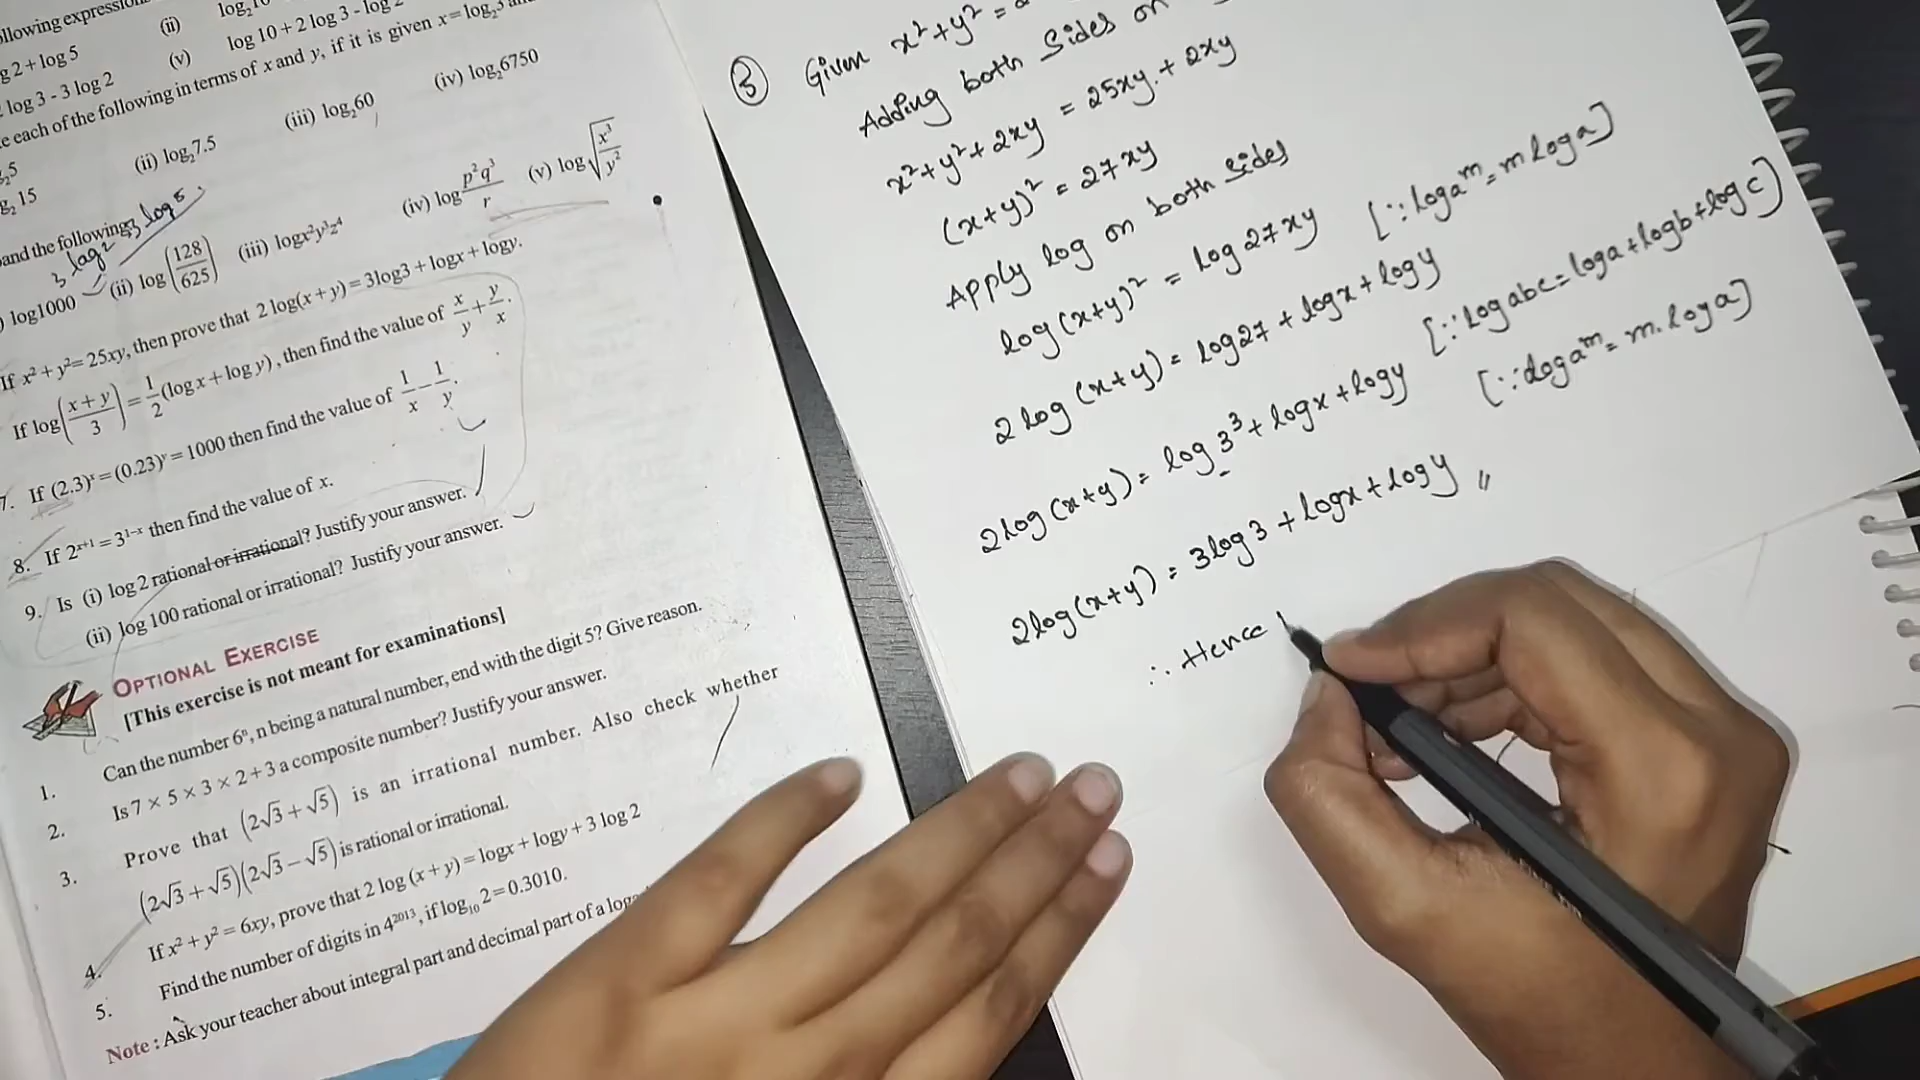 (ii)
(v) log 10 + 2 log 3 - log
g 2 + log 5
log 3 - 3 log 2
e each of the following in terms of x and y, if it is given x = log₂3
(ii) log₂7.5 (iii) log₂60 (iv) log₂6750
g₂ 15
and the following.
3 log 2 + 3 log 5
) log1000 (ii) log(128/625) (iii) logx²y³z⁴ (iv) log p²q³/r (v) log√(x³/y²)
If x² + y² = 25xy, then prove that 2 log(x + y) = 3log3 + logx + logy.
If log((x + y)/3) = 1/2 (log x + log y), then find the value of x/y + y/x.
7. If (2.3)ˣ = (0.23)ʸ = 1000 then find the value of 1/x − 1/y.
8. If 2ˣ⁺¹ = 3¹⁻ˣ then find the value of x.
9. Is (i) log 2 rational or irrational? Justify your answer.
(ii) log 100 rational or irrational? Justify your answer.
OPTIONAL EXERCISE
[This exercise is not meant for examinations]
1. Can the number 6ⁿ, n being a natural number, end with the digit 5? Give reason.
2. Is 7 × 5 × 3 × 2 + 3 a composite number? Justify your answer.
3. Prove that (2√3 + √5) is an irrational number. Also check whether
(2√3 + √5)(2√3 − √5) is rational or irrational.
4. If x² + y² = 6xy, prove that 2 log (x + y) = logx + logy + 3 log 2
5. Find the number of digits in 4²⁰¹³, if log₁₀ 2 = 0.3010.
Note : Ask your teacher about integral part and decimal part of a
③ Given x² + y² =
Adding both sides on
x² + y² + 2xy = 25xy + 2xy
(x+y)² = 27xy
Apply log on both sides
log (x+y)² = log 27 xy [∵ log aᵐ = m log a]
2 log (x+y) = log 27 + log x + log y [∵ log abc = log a + log b + log c]
2 log (x+y) = log 3³ + log x + log y [∵ log aᵐ = m. log a]
2 log (x+y) = 3 log 3 + log x + log y //
∴ Hence